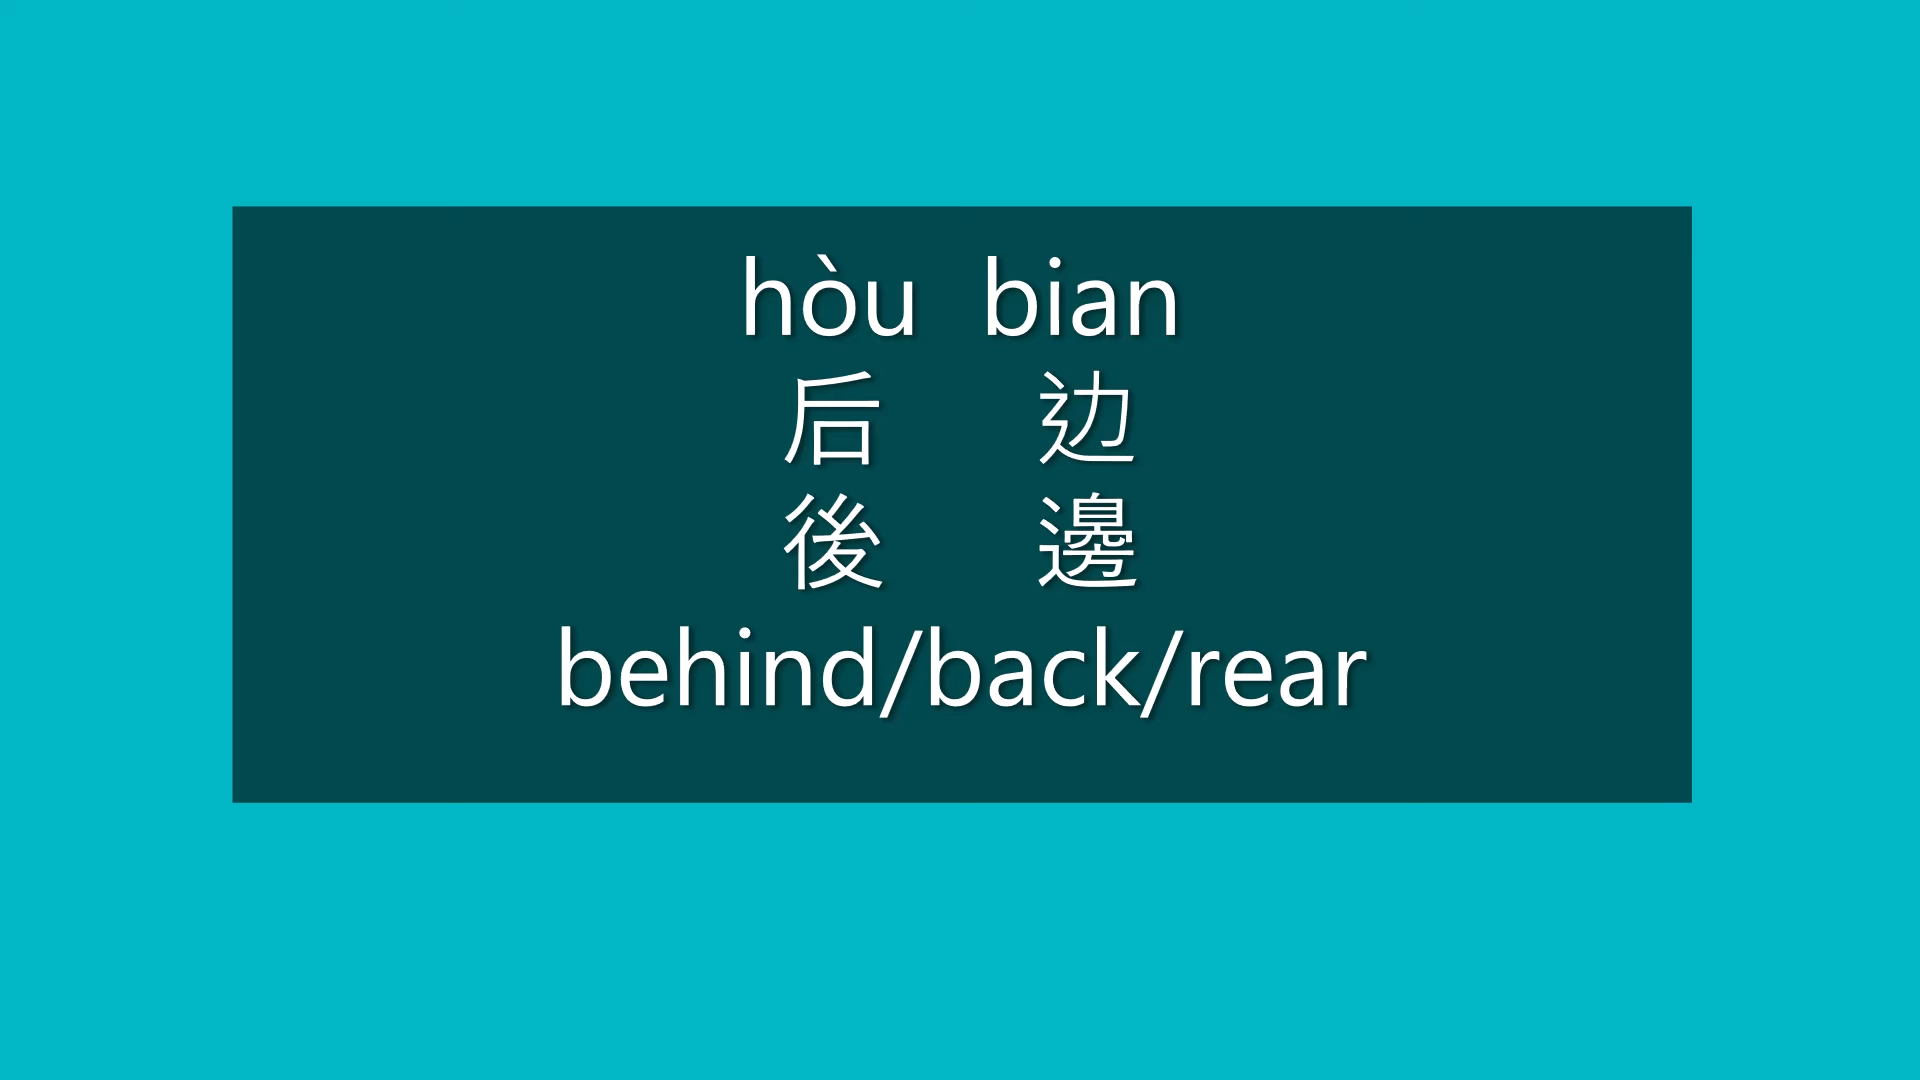 hòu bian
后 边
後 邊
behind/back/rear